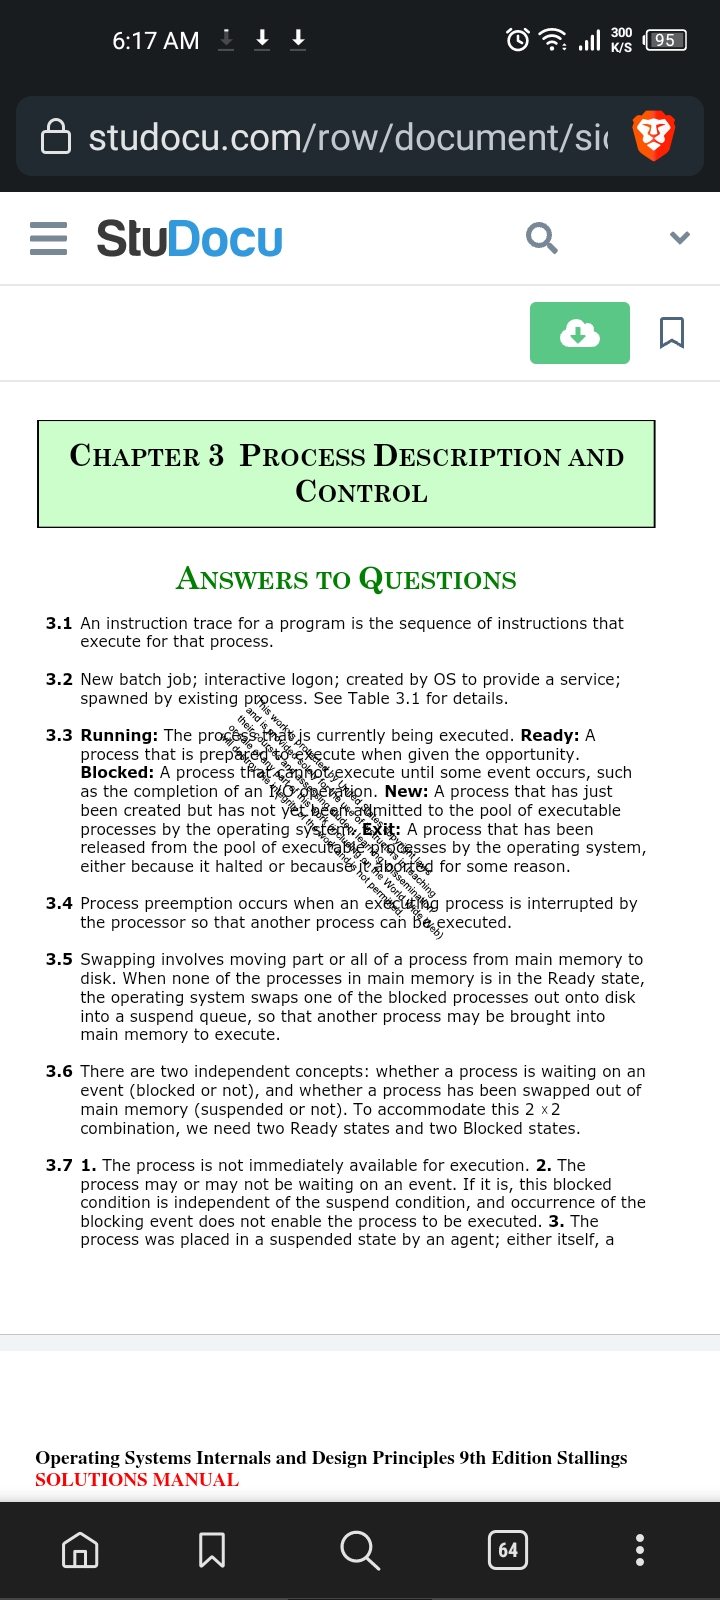 6:17 AM
300
K/S
95
studocu.com/row/document/si
StuDocu
CHAPTER 3 PROCESS DESCRIPTION AND
CONTROL
ANSWERS TO QUESTIONS
3.1 An instruction trace for a program is the sequence of instructions that
execute for that process.
3.2 New batch job; interactive logon; created by OS to provide a service;
spawned by existing process. See Table 3.1 for details.
3.3 Running: The process that is currently being executed. Ready: A
process that is prepared to execute when given the opportunity.
Blocked: A process that cannot execute until some event occurs, such
as the completion of an I/O operation. New: A process that has just
been created but has not yet been admitted to the pool of executable
processes by the operating system. Exit: A process that has been
released from the pool of executable processes by the operating system,
either because it halted or because it aborted for some reason.
3.4 Process preemption occurs when an executing process is interrupted by
the processor so that another process can be executed.
3.5 Swapping involves moving part or all of a process from main memory to
disk. When none of the processes in main memory is in the Ready state,
the operating system swaps one of the blocked processes out onto disk
into a suspend queue, so that another process may be brought into
main memory to execute.
3.6 There are two independent concepts: whether a process is waiting on an
event (blocked or not), and whether a process has been swapped out of
main memory (suspended or not). To accommodate this 2 × 2
combination, we need two Ready states and two Blocked states.
3.7 1. The process is not immediately available for execution. 2. The
process may or may not be waiting on an event. If it is, this blocked
condition is independent of the suspend condition, and occurrence of the
blocking event does not enable the process to be executed. 3. The
process was placed in a suspended state by an agent; either itself, a
This work is protected by United States copyright laws
and is provided solely for the use of instructors in teaching
their courses and assessing student learning. Dissemination
or sale of any part of this work (including on the World Wide Web)
will destroy the integrity of the work and is not permitted.
Operating Systems Internals and Design Principles 9th Edition Stallings
SOLUTIONS MANUAL
64